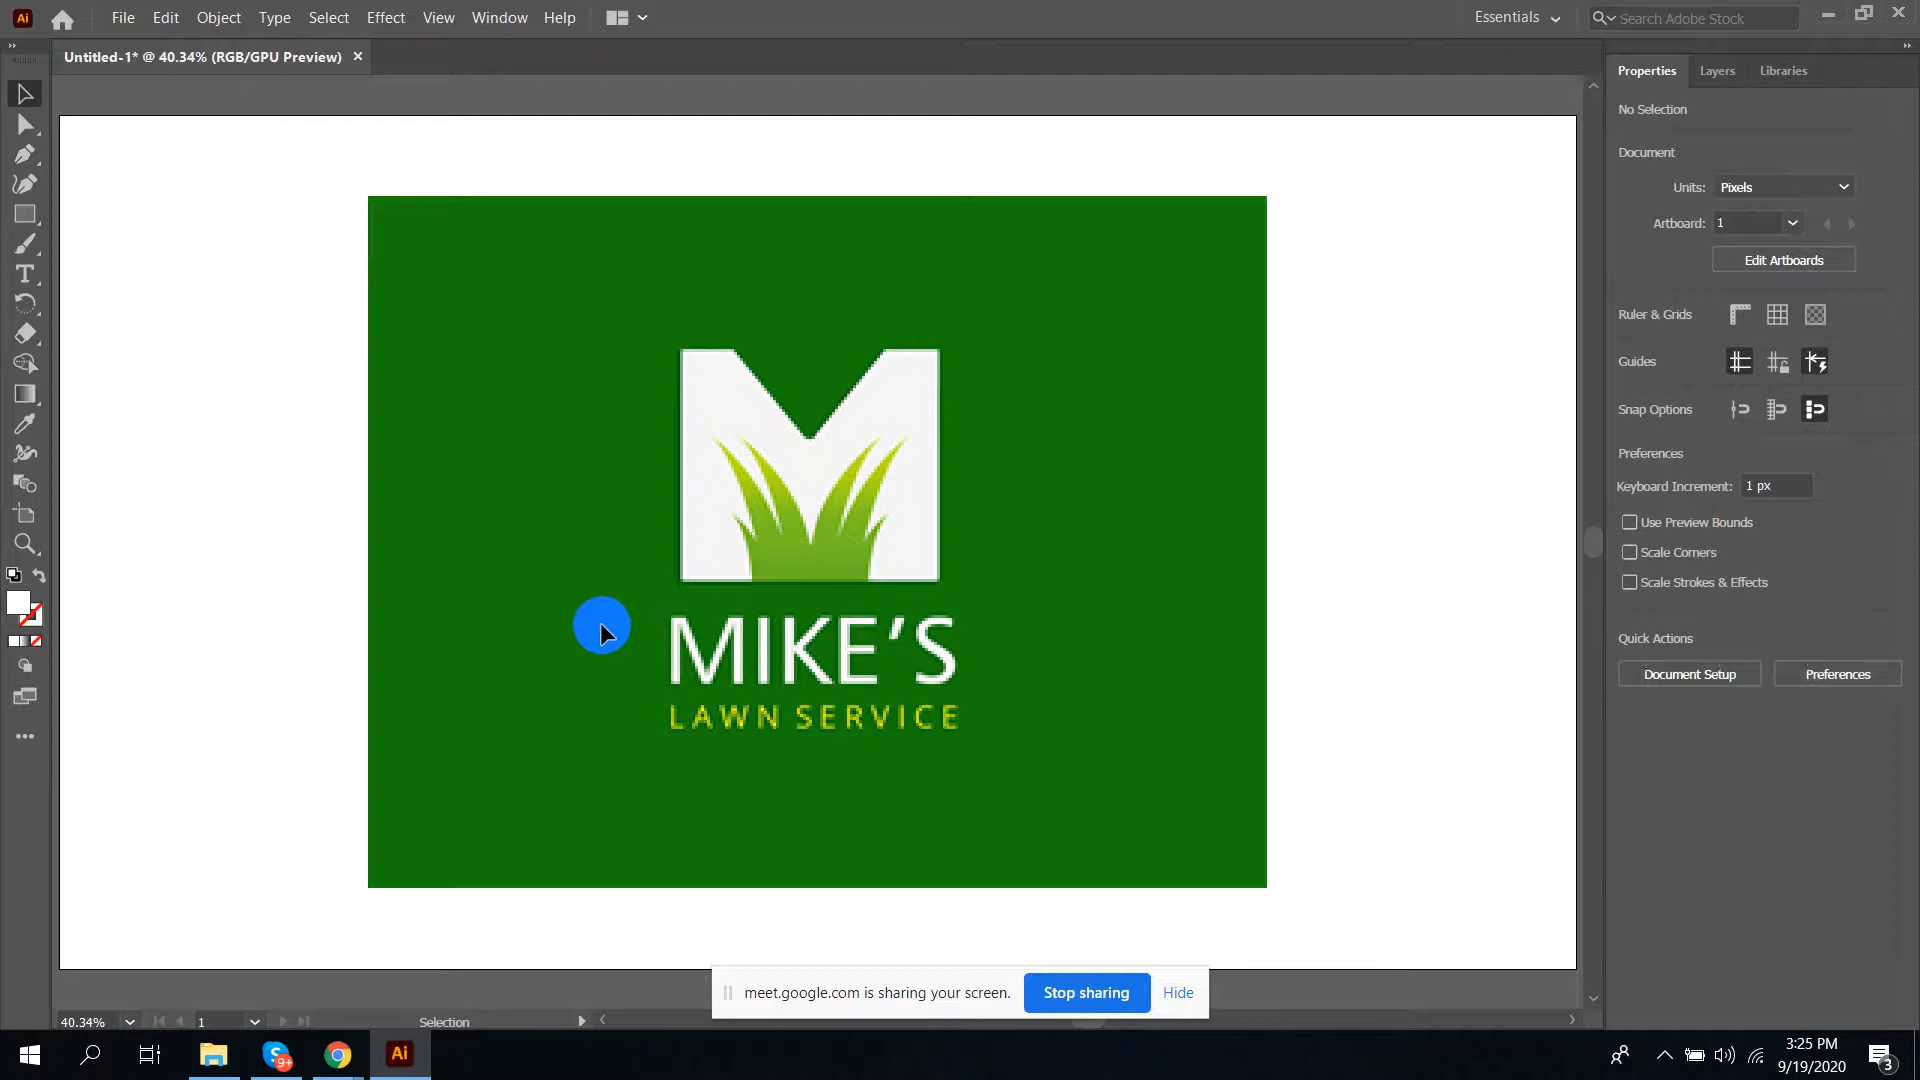 Ai File Edit Object Type Select Effect View Window Help Essentials Search Adobe Stock
Untitled-1* @ 40.34% (RGB/GPU Preview)
Properties Layers Libraries
No Selection
Document
Units: Pixels
Artboard: 1
Edit Artboards
Ruler & Grids
Guides
Snap Options
Preferences
Keyboard Increment: 1 px
Use Preview Bounds
Scale Corners
Scale Strokes & Effects
Quick Actions
Document Setup Preferences
M
MIKE'S
LAWN SERVICE
meet.google.com is sharing your screen. Stop sharing Hide
40.34% 1 Selection
S 9+ Ai
3:25 PM
9/19/2020
3